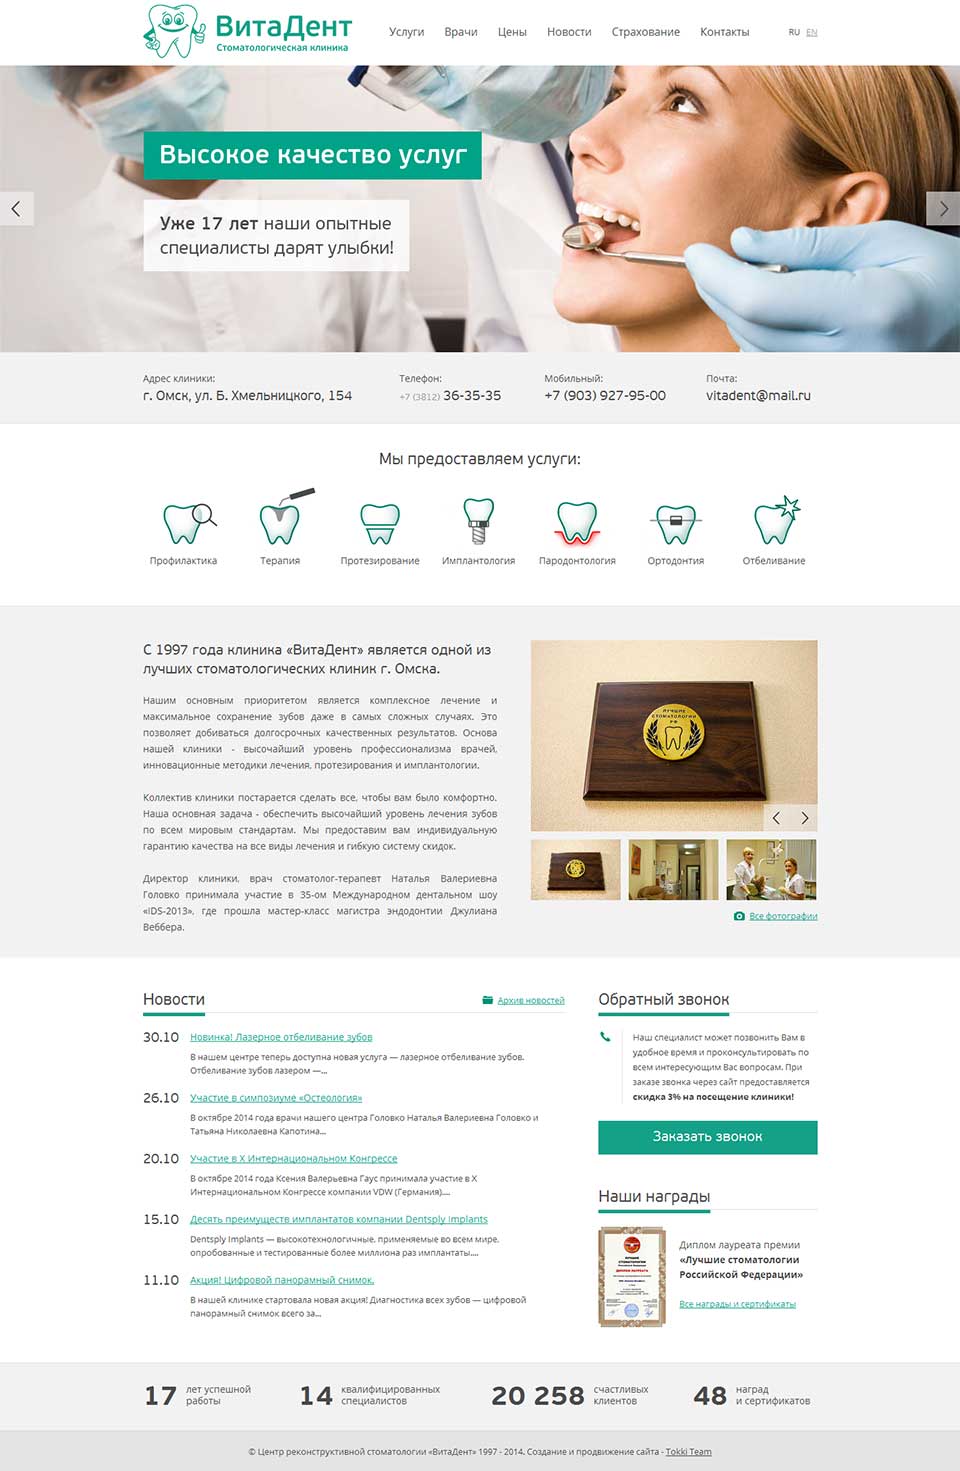 ВитаДент
Стоматологическая клиника
Услуги Врачи Цены Новости Страхование Контакты RU EN
Высокое качество услуг
Уже 17 лет наши опытные
специалисты дарят улыбки!
Адрес клиники:
г. Омск, ул. Б. Хмельницкого, 154
Телефон:
+7 (3812) 36-35-35
Мобильный:
+7 (903) 927-95-00
Почта:
vitadent@mail.ru
Мы предоставляем услуги:
Профилактика Терапия Протезирование Имплантология Пародонтология Ортодонтия Отбеливание
С 1997 года клиника «ВитаДент» является одной из
лучших стоматологических клиник г. Омска.
Нашим основным приоритетом является комплексное лечение и
максимальное сохранение зубов даже в самых сложных случаях. Это
позволяет добиваться долгосрочных качественных результатов. Основа
нашей клиники - высочайший уровень профессионализма врачей,
инновационные методики лечения, протезирования и имплантологии.
Коллектив клиники постарается сделать все, чтобы вам было комфортно.
Наша основная задача - обеспечить высочайший уровень лечения зубов
по всем мировым стандартам. Мы предоставим вам индивидуальную
гарантию качества на все виды лечения и гибкую систему скидок.
Директор клиники, врач стоматолог-терапевт Наталья Валериевна
Головко принимала участие в 35-ом Международном дентальном шоу
«IDS-2013», где прошла мастер-класс магистра эндодонтии Джулиана
Веббера.
ЛУЧШИЕ
СТОМАТОЛОГИИ
РФ
Все фотографии
Новости
Архив новостей
30.10 Новинка! Лазерное отбеливание зубов
В нашем центре теперь доступна новая услуга — лазерное отбеливание зубов.
Отбеливание зубов лазером —...
26.10 Участие в симпозиуме «Остеология»
В октябре 2014 года врачи нашего центра Головко Наталья Валериевна Головко и
Татьяна Николаевна Капотина...
20.10 Участие в X Интернациональном Конгрессе
В октябре 2014 года Ксения Валерьевна Гаус принимала участие в X
Интернациональном Конгрессе компании VDW (Германия)....
15.10 Десять преимуществ имплантатов компании Dentsply Implants
Dentsply Implants — высокотехнологичные, применяемые во всем мире,
опробованные и тестированные более миллиона раз имплантаты....
11.10 Акция! Цифровой панорамный снимок.
В нашей клинике стартовала новая акция! Диагностика всех зубов — цифровой
панорамный снимок всего за...
Обратный звонок
Наш специалист может позвонить Вам в
удобное время и проконсультировать по
всем интересующим Вас вопросам. При
заказе звонка через сайт предоставляется
скидка 3% на посещение клиники!
Заказать звонок
Наши награды
ЛУЧШИЕ
СТОМАТОЛОГИИ
ДИПЛОМ ЛАУРЕАТА
Диплом лауреата премии
«Лучшие стоматологии
Российской Федерации»
Все награды и сертификаты
17 лет успешной
работы
14 квалифицированных
специалистов
20 258 счастливых
клиентов
48 наград
и сертификатов
© Центр реконструктивной стоматологии «ВитаДент» 1997 - 2014. Создание и продвижение сайта - Tokki Team